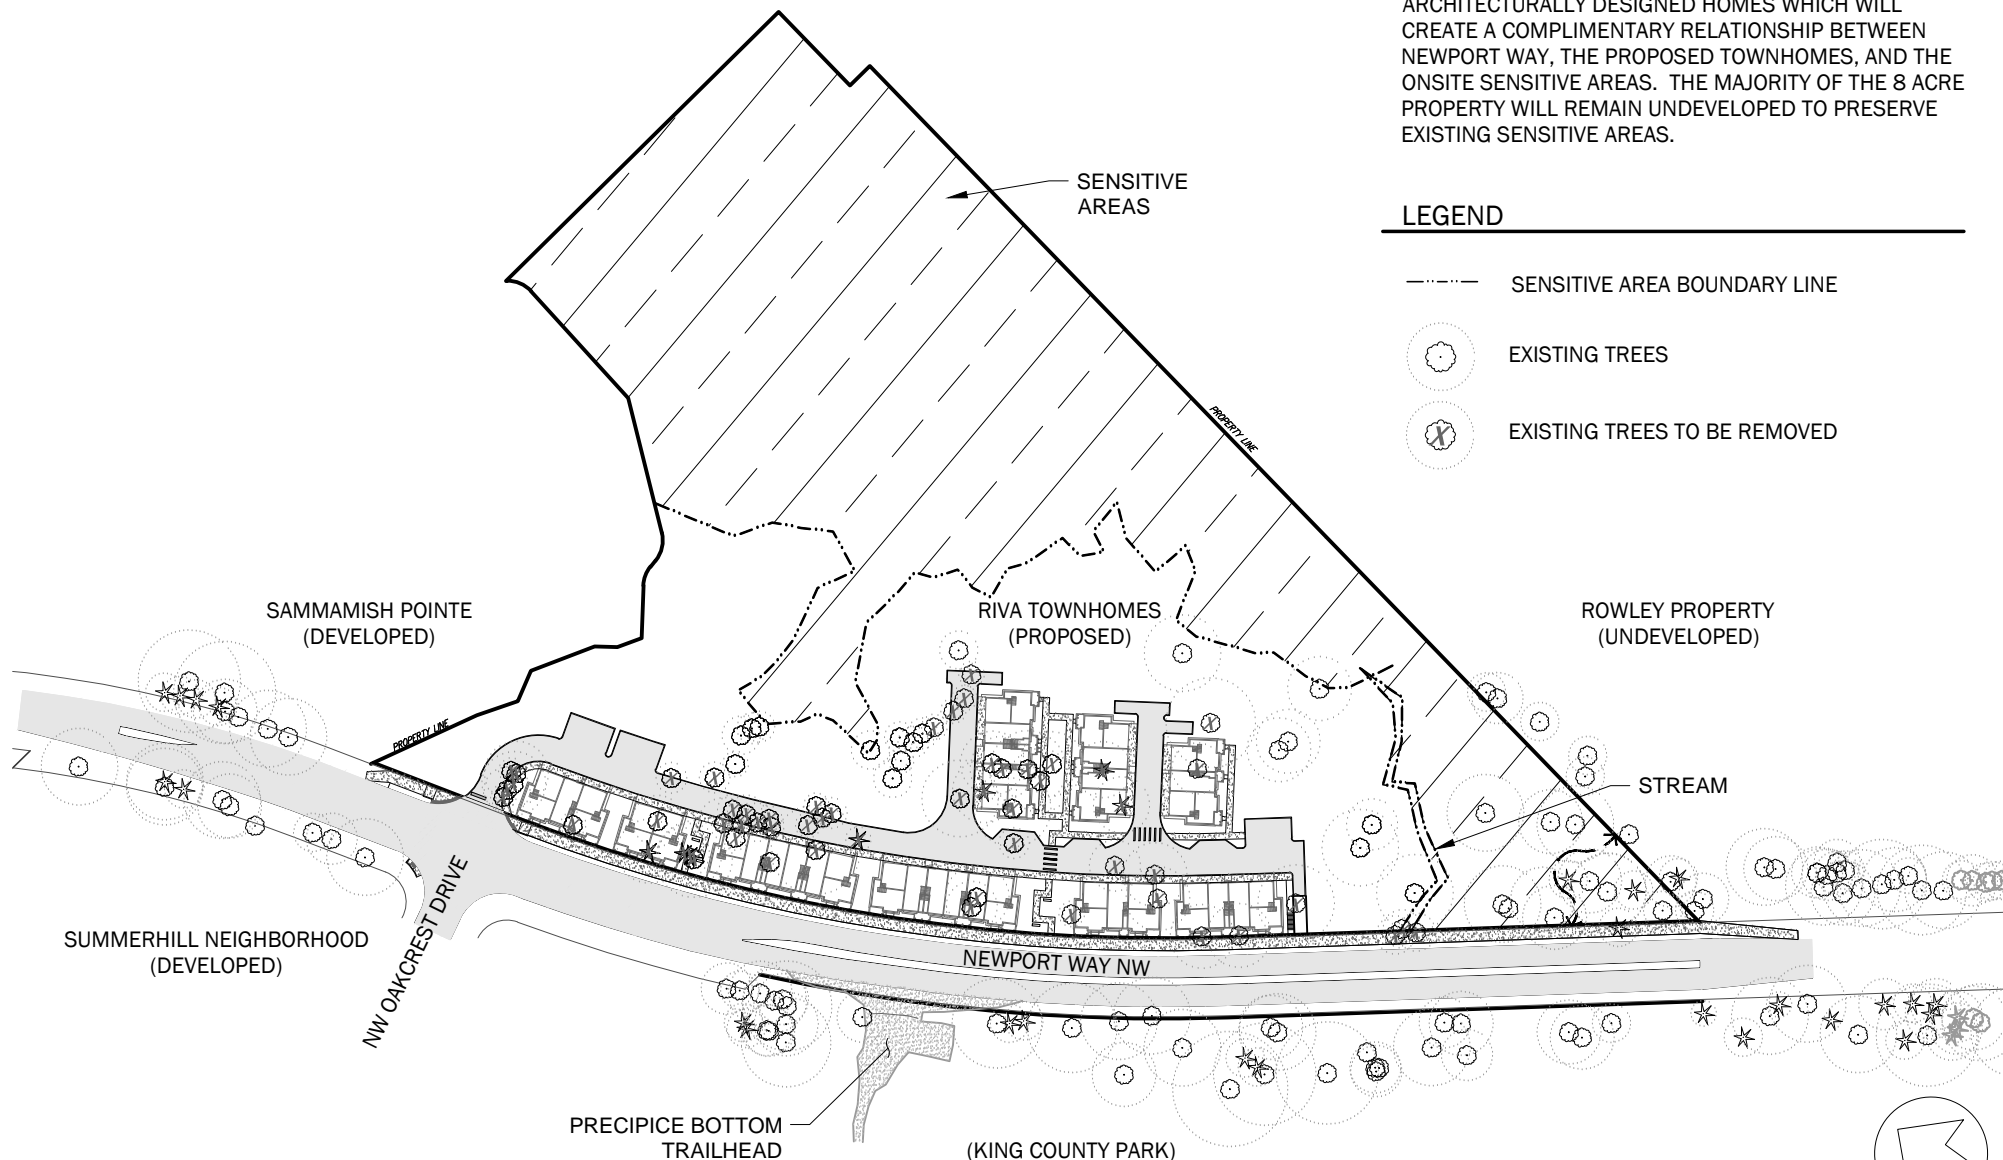 ARCHITECTURALLY DESIGNED HOMES WHICH WILL
CREATE A COMPLIMENTARY RELATIONSHIP BETWEEN
NEWPORT WAY, THE PROPOSED TOWNHOMES, AND THE
ONSITE SENSITIVE AREAS.  THE MAJORITY OF THE 8 ACRE
PROPERTY WILL REMAIN UNDEVELOPED TO PRESERVE
EXISTING SENSITIVE AREAS.
SENSITIVE
AREAS
LEGEND
SENSITIVE AREA BOUNDARY LINE
EXISTING TREES
EXISTING TREES TO BE REMOVED
PROPERTY LINE
SAMMAMISH POINTE
(DEVELOPED)
RIVA TOWNHOMES
(PROPOSED)
ROWLEY PROPERTY
(UNDEVELOPED)
PROPERTY LINE
STREAM
SUMMERHILL NEIGHBORHOOD
(DEVELOPED)
NW OAKCREST DRIVE
NEWPORT WAY NW
PRECIPICE BOTTOM
TRAILHEAD
(KING COUNTY PARK)